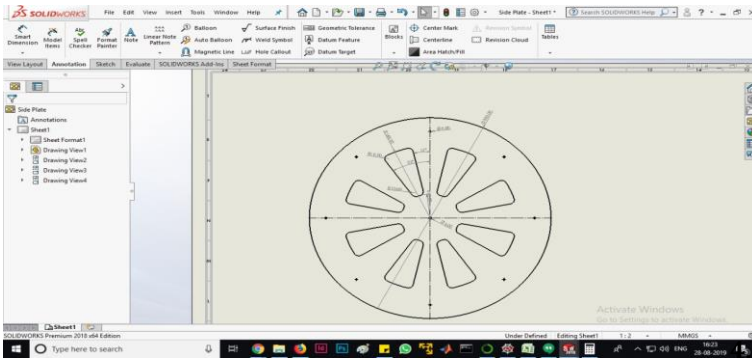 SOLIDWORKS File Edit View Insert Tools Window Help
Side Plate - Sheet1 *
Search SOLIDWORKS Help
Smart Dimension
Model Items
Spell Checker
Format Painter
Note
Linear Note Pattern
Balloon
Auto Balloon
Magnetic Line
Surface Finish
Weld Symbol
Hole Callout
Geometric Tolerance
Datum Feature
Datum Target
Blocks
Center Mark
Centerline
Area Hatch/Fill
Revision Symbol
Revision Cloud
Tables
View Layout Annotation Sketch Evaluate SOLIDWORKS Add-Ins Sheet Format
Side Plate
Annotations
Sheet1
Sheet Format1
Drawing View1
Drawing View2
Drawing View3
Drawing View4
Activate Windows
Go to Settings to activate Windows.
Sheet1
SOLIDWORKS Premium 2018 x64 Edition
Under Defined Editing Sheet1 1:2 MMGS
Type here to search
ENG
16:23
28-08-2019